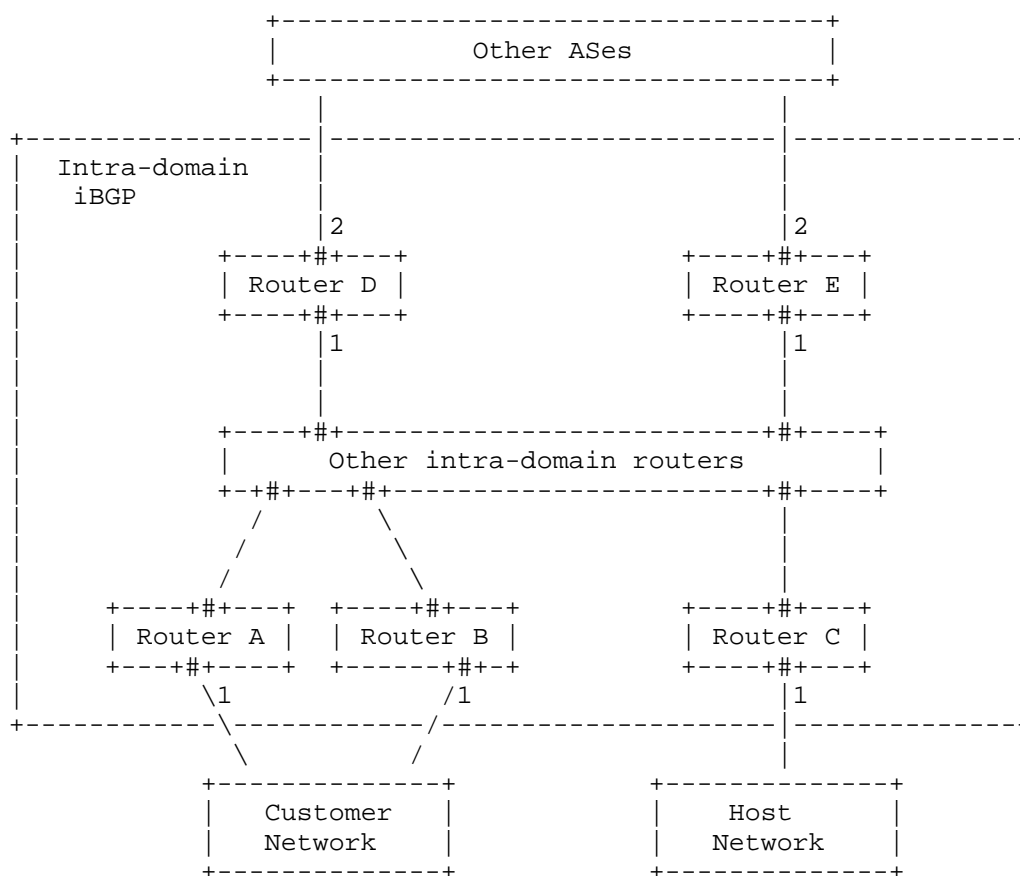 Other ASes
Intra-domain
iBGP
2 2
Router D Router E
1 1
Other intra-domain routers
Router A Router B Router C
1 1 1
Customer Host
Network Network